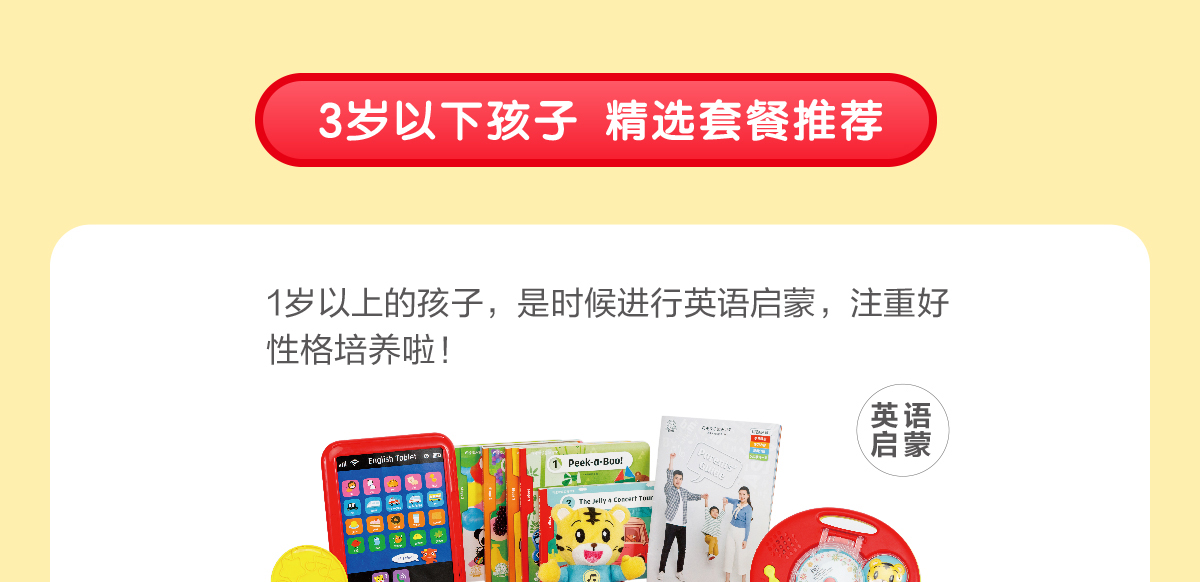 3岁以下孩子 精选套餐推荐
1岁以上的孩子，是时候进行英语启蒙，注重好
性格培养啦！
英语
启蒙
English Tablet
1 Peek-a-Boo!
2 The Jelly's Concert Tour